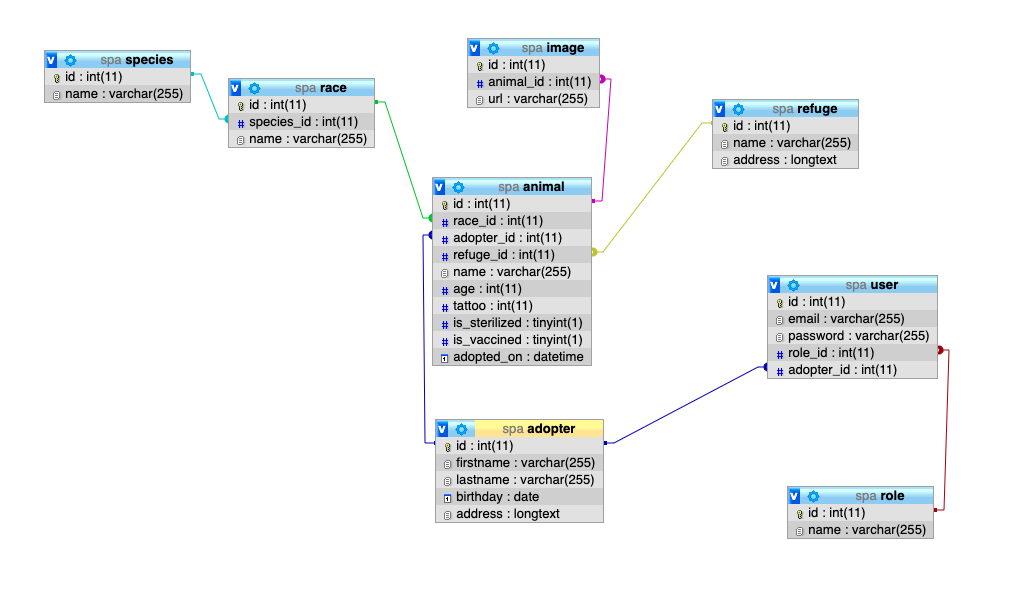 spa species
id : int(11)
name : varchar(255)
spa race
id : int(11)
species_id : int(11)
name : varchar(255)
spa image
id : int(11)
animal_id : int(11)
url : varchar(255)
spa refuge
id : int(11)
name : varchar(255)
address : longtext
spa animal
id : int(11)
race_id : int(11)
adopter_id : int(11)
refuge_id : int(11)
name : varchar(255)
age : int(11)
tattoo : int(11)
is_sterilized : tinyint(1)
is_vaccined : tinyint(1)
adopted_on : datetime
spa user
id : int(11)
email : varchar(255)
password : varchar(255)
role_id : int(11)
adopter_id : int(11)
spa adopter
id : int(11)
firstname : varchar(255)
lastname : varchar(255)
birthday : date
address : longtext
spa role
id : int(11)
name : varchar(255)